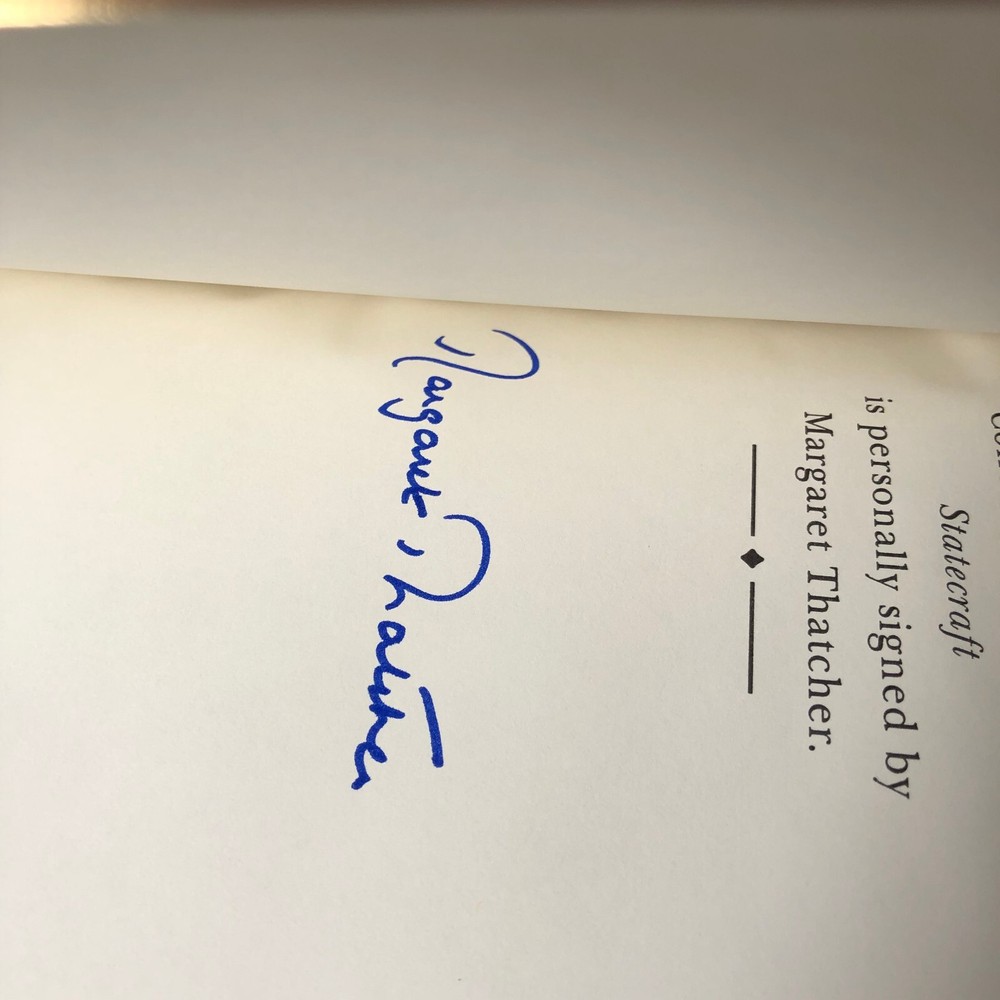 Statecraft
is personally signed by
Margaret Thatcher.
Margaret Thatcher